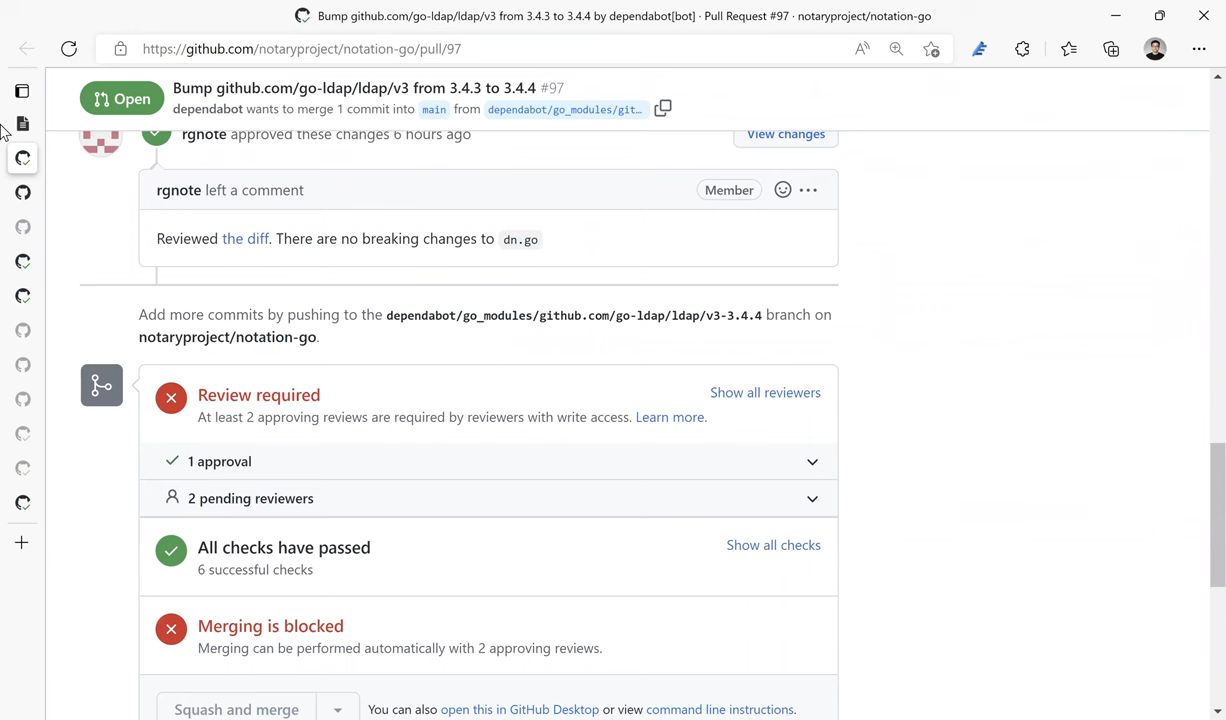 Bump github.com/go-ldap/ldap/v3 from 3.4.3 to 3.4.4 by dependabot[bot] · Pull Request #97 · notaryproject/notation-go
https://github.com/notaryproject/notation-go/pull/97
Open
Bump github.com/go-ldap/ldap/v3 from 3.4.3 to 3.4.4 #97
dependabot wants to merge 1 commit into main from dependabot/go_modules/git…
rgnote approved these changes 6 hours ago
View changes
rgnote left a comment
Member
Reviewed the diff. There are no breaking changes to dn.go
Add more commits by pushing to the dependabot/go_modules/github.com/go-ldap/ldap/v3-3.4.4 branch on
notaryproject/notation-go.
Review required
Show all reviewers
At least 2 approving reviews are required by reviewers with write access. Learn more.
1 approval
2 pending reviewers
All checks have passed
Show all checks
6 successful checks
Merging is blocked
Merging can be performed automatically with 2 approving reviews.
Squash and merge
You can also open this in GitHub Desktop or view command line instructions.